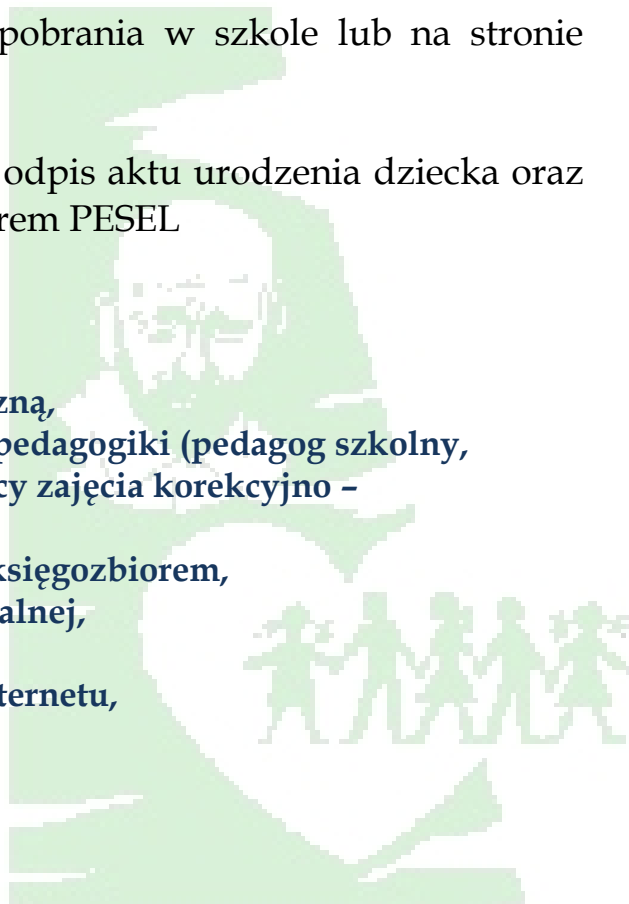 pobrania w szkole lub na stronie
odpis aktu urodzenia dziecka oraz
rem PESEL
zną,
pedagogiki (pedagog szkolny,
cy zajęcia korekcyjno –
księgozbiorem,
alnej,
ternetu,